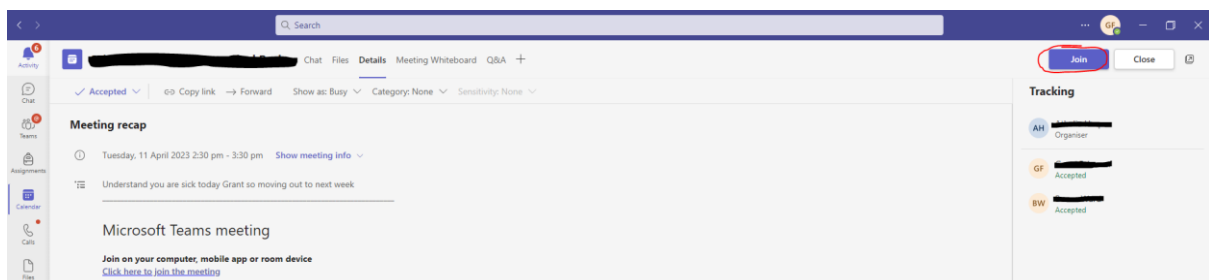 Search
GF
6
Activity
Chat Files Details Meeting Whiteboard Q&A
Join
Close
Chat
Accepted
Copy link
Forward
Show as: Busy
Category: None
Sensitivity: None
Tracking
Teams
Meeting recap
AH
Organiser
Assignments
Tuesday, 11 April 2023 2:30 pm - 3:30 pm Show meeting info
GF
Accepted
Understand you are sick today Grant so moving out to next week
Calendar
BW
Accepted
Calls
Microsoft Teams meeting
Join on your computer, mobile app or room device
Click here to join the meeting
Files